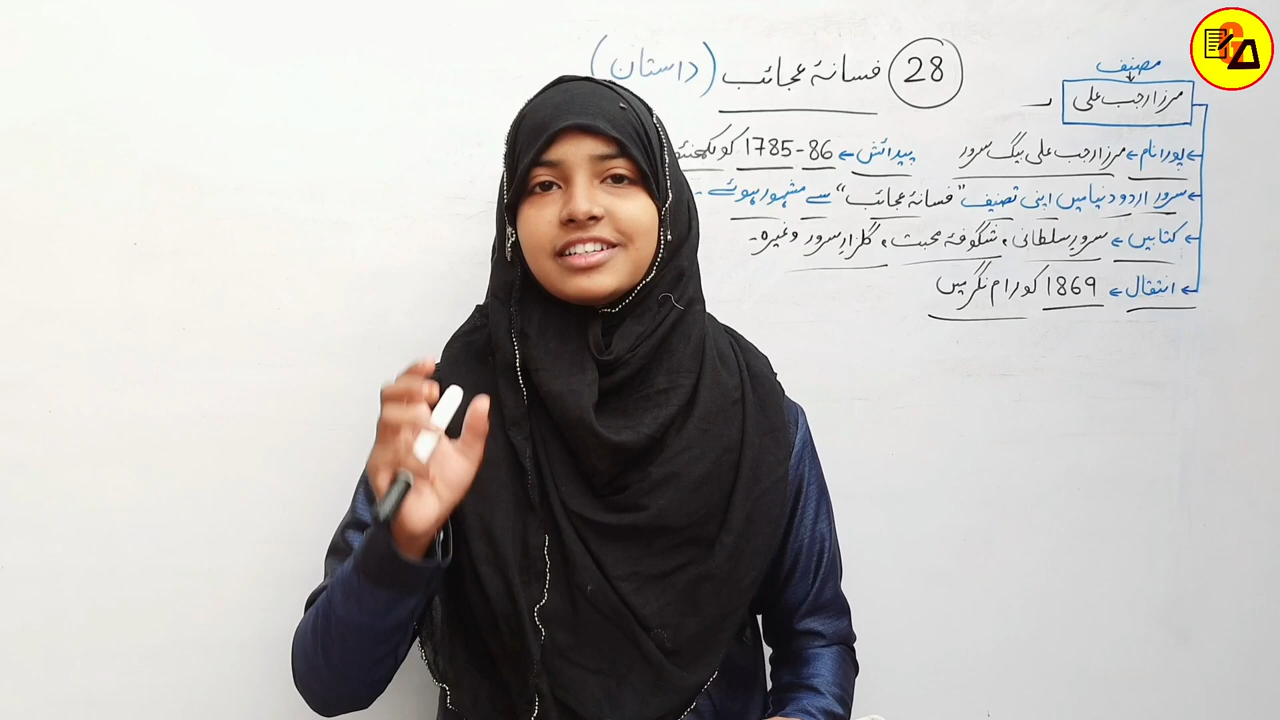 28 فسانۂ عجائب (داستان)
مصنف
مرزا رجب علی
پورا نام ← مرزا رجب علی بیگ سرور
پیدائش ← 1785-86 کو لکھنئو
سرور اردو دنیا میں اپنی تصنیف "فسانۂ عجائب" سے مشہور ہوئے۔
کتابیں ← سرور سلطانی، شگوفۂ محبت، گلزارِ سرور وغیرہ۔
انتقال ← 1869 کو رام نگر میں